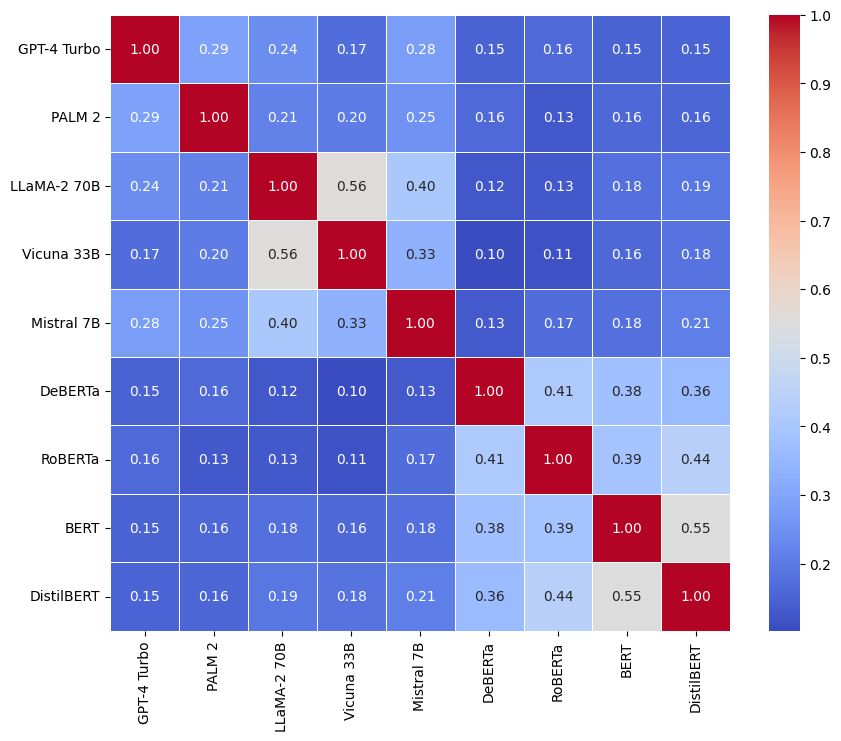 GPT-4 Turbo 1.00 0.29 0.24 0.17 0.28 0.15 0.16 0.15 0.15
PALM 2 0.29 1.00 0.21 0.20 0.25 0.16 0.13 0.16 0.16
LLaMA-2 70B 0.24 0.21 1.00 0.56 0.40 0.12 0.13 0.18 0.19
Vicuna 33B 0.17 0.20 0.56 1.00 0.33 0.10 0.11 0.16 0.18
Mistral 7B 0.28 0.25 0.40 0.33 1.00 0.13 0.17 0.18 0.21
DeBERTa 0.15 0.16 0.12 0.10 0.13 1.00 0.41 0.38 0.36
RoBERTa 0.16 0.13 0.13 0.11 0.17 0.41 1.00 0.39 0.44
BERT 0.15 0.16 0.18 0.16 0.18 0.38 0.39 1.00 0.55
DistilBERT 0.15 0.16 0.19 0.18 0.21 0.36 0.44 0.55 1.00
GPT-4 Turbo
PALM 2
LLaMA-2 70B
Vicuna 33B
Mistral 7B
DeBERTa
RoBERTa
BERT
DistilBERT
1.0
0.9
0.8
0.7
0.6
0.5
0.4
0.3
0.2